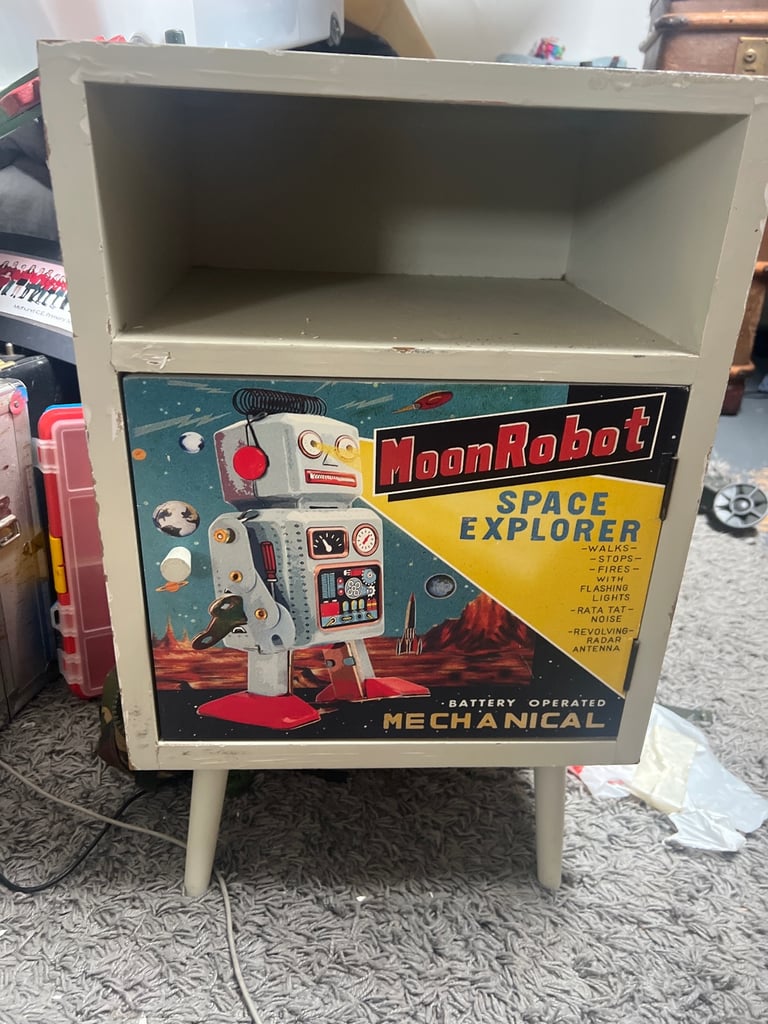 MoonRobot
SPACE
EXPLORER
-WALKS-
-STOPS-
-FIRES-
WITH
FLASHING
LIGHTS
-RATA TAT-
NOISE
-REVOLVING-
RADAR
ANTENNA
BATTERY OPERATED
MECHANICAL